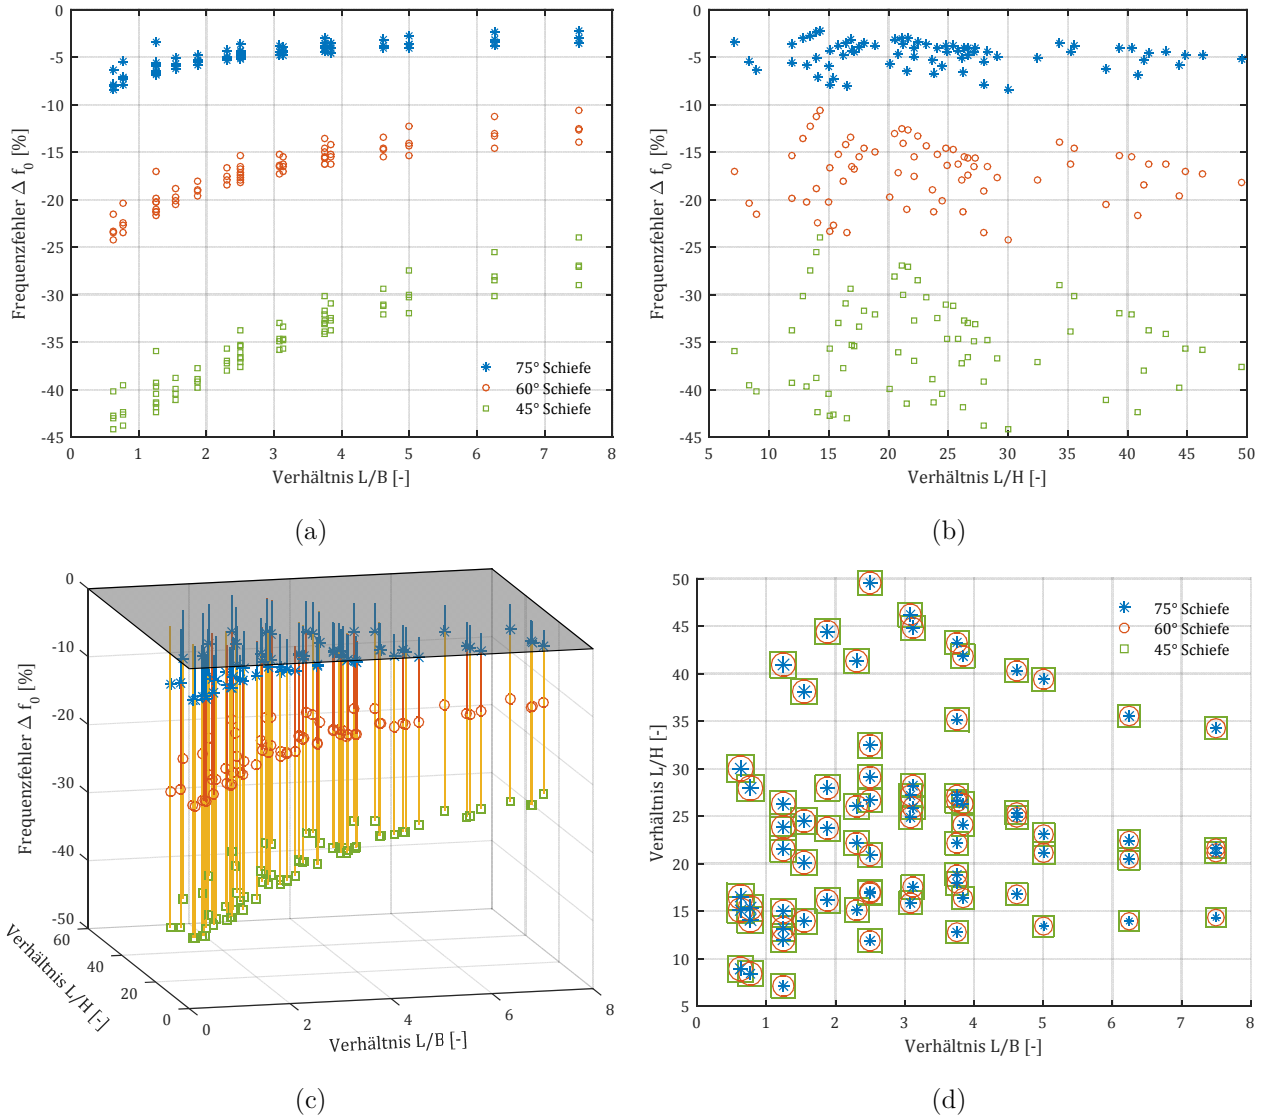 0
-5
-10
-15
-20
-25
-30
-35
-40
-45
0 1 2 3 4 5 6 7 8
Frequenzfehler Δ f0 [%]
Verhältnis L/B [-]
75° Schiefe
60° Schiefe
45° Schiefe
(a)
0
-5
-10
-15
-20
-25
-30
-35
-40
-45
5 10 15 20 25 30 35 40 45 50
Frequenzfehler Δ f0 [%]
Verhältnis L/H [-]
(b)
0
-10
-20
-30
-40
-50
60
40
20
0
0
2
4
6
8
Frequenzfehler Δ f0 [%]
Verhältnis L/H [-]
Verhältnis L/B [-]
(c)
50
45
40
35
30
25
20
15
10
5
0 1 2 3 4 5 6 7 8
Verhältnis L/H [-]
Verhältnis L/B [-]
75° Schiefe
60° Schiefe
45° Schiefe
(d)